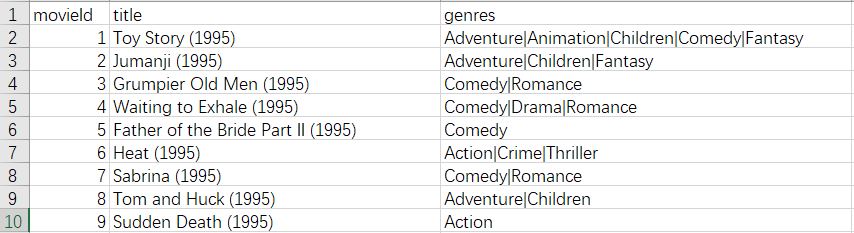 1 movieId title genres
2 1 Toy Story (1995) Adventure|Animation|Children|Comedy|Fantasy
3 2 Jumanji (1995) Adventure|Children|Fantasy
4 3 Grumpier Old Men (1995) Comedy|Romance
5 4 Waiting to Exhale (1995) Comedy|Drama|Romance
6 5 Father of the Bride Part II (1995) Comedy
7 6 Heat (1995) Action|Crime|Thriller
8 7 Sabrina (1995) Comedy|Romance
9 8 Tom and Huck (1995) Adventure|Children
10 9 Sudden Death (1995) Action